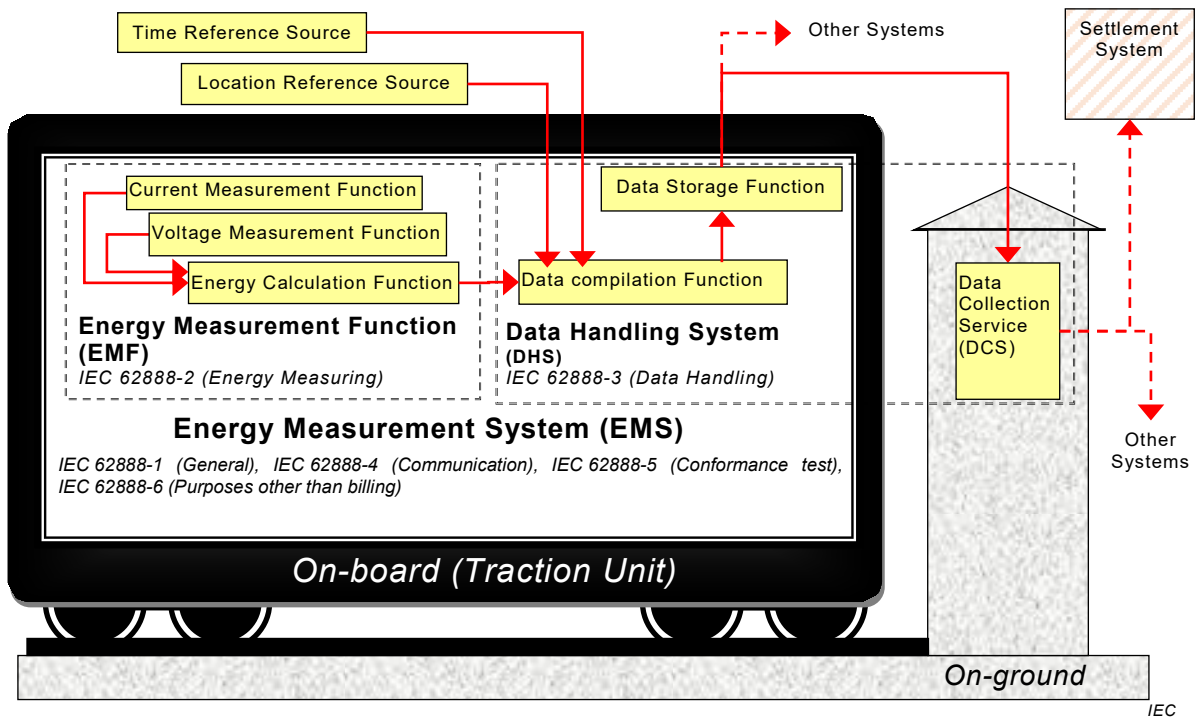 Time Reference Source
Location Reference Source
Other Systems
Settlement
System
Current Measurement Function
Voltage Measurement Function
Energy Calculation Function
Energy Measurement Function
(EMF)
IEC 62888-2 (Energy Measuring)
Data Storage Function
Data compilation Function
Data Handling System
(DHS)
IEC 62888-3 (Data Handling)
Data
Collection
Service
(DCS)
Other
Systems
Energy Measurement System (EMS)
IEC 62888-1 (General), IEC 62888-4 (Communication), IEC 62888-5 (Conformance test),
IEC 62888-6 (Purposes other than billing)
On-board (Traction Unit)
On-ground
IEC